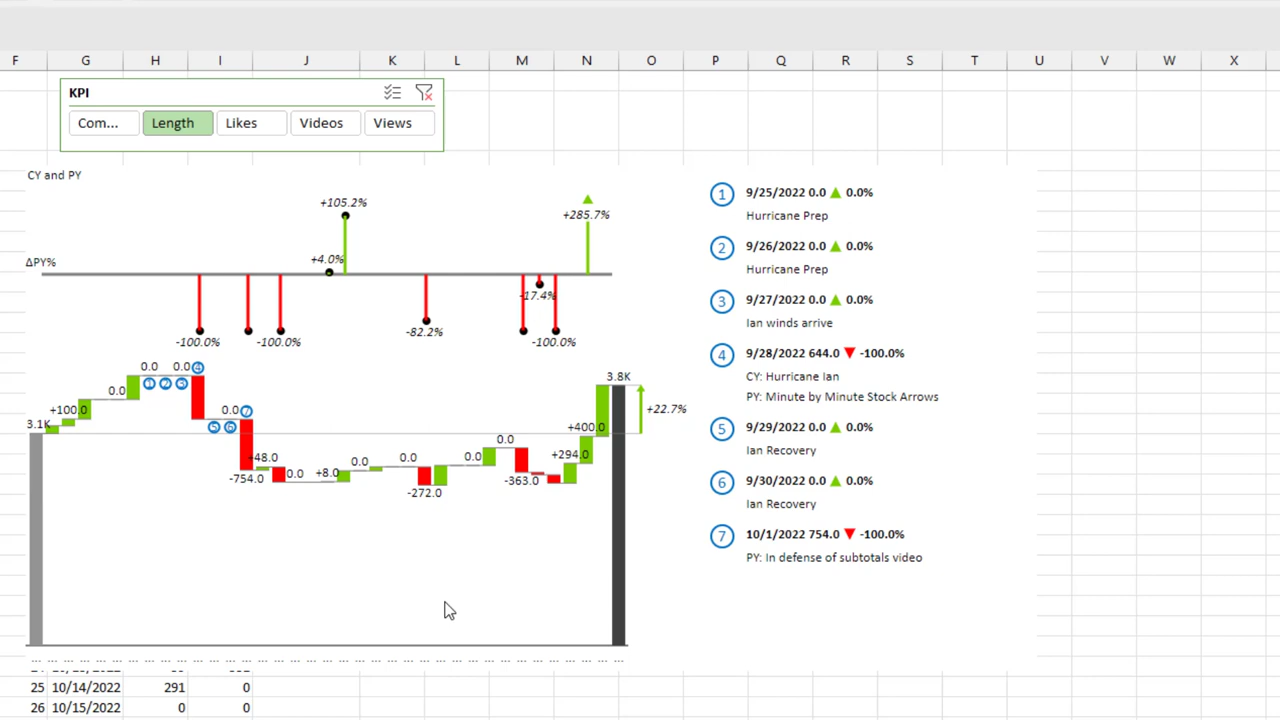 F G H I J K L M N O P Q R S T U V W X
KPI
Com... Length Likes Videos Views
CY and PY
+105.2%
+285.7%
+4.0%
ΔPY%
-17.4%
-82.2%
-100.0% -100.0% -100.0%
0.0 0.0 4
1 2 3
3.8K
0.0
+100.0 0.0 7
+22.7%
3.1K 5 6 +400.0
0.0
+48.0 0.0 0.0 0.0 +294.0
-754.0 0.0 +8.0 -363.0
-272.0
1 9/25/2022 0.0 ▲ 0.0%
Hurricane Prep
2 9/26/2022 0.0 ▲ 0.0%
Hurricane Prep
3 9/27/2022 0.0 ▲ 0.0%
Ian winds arrive
4 9/28/2022 644.0 ▼ -100.0%
CY: Hurricane Ian
PY: Minute by Minute Stock Arrows
5 9/29/2022 0.0 ▲ 0.0%
Ian Recovery
6 9/30/2022 0.0 ▲ 0.0%
Ian Recovery
7 10/1/2022 754.0 ▼ -100.0%
PY: In defense of subtotals video
... ... ... ... ... ... ... ... ... ... ... ... ... ... ... ... ... ... ... ... ... ... ... ... ... ... ... ... ... ... ... ... ... ... ... ... ...
25 10/14/2022 291 0
26 10/15/2022 0 0